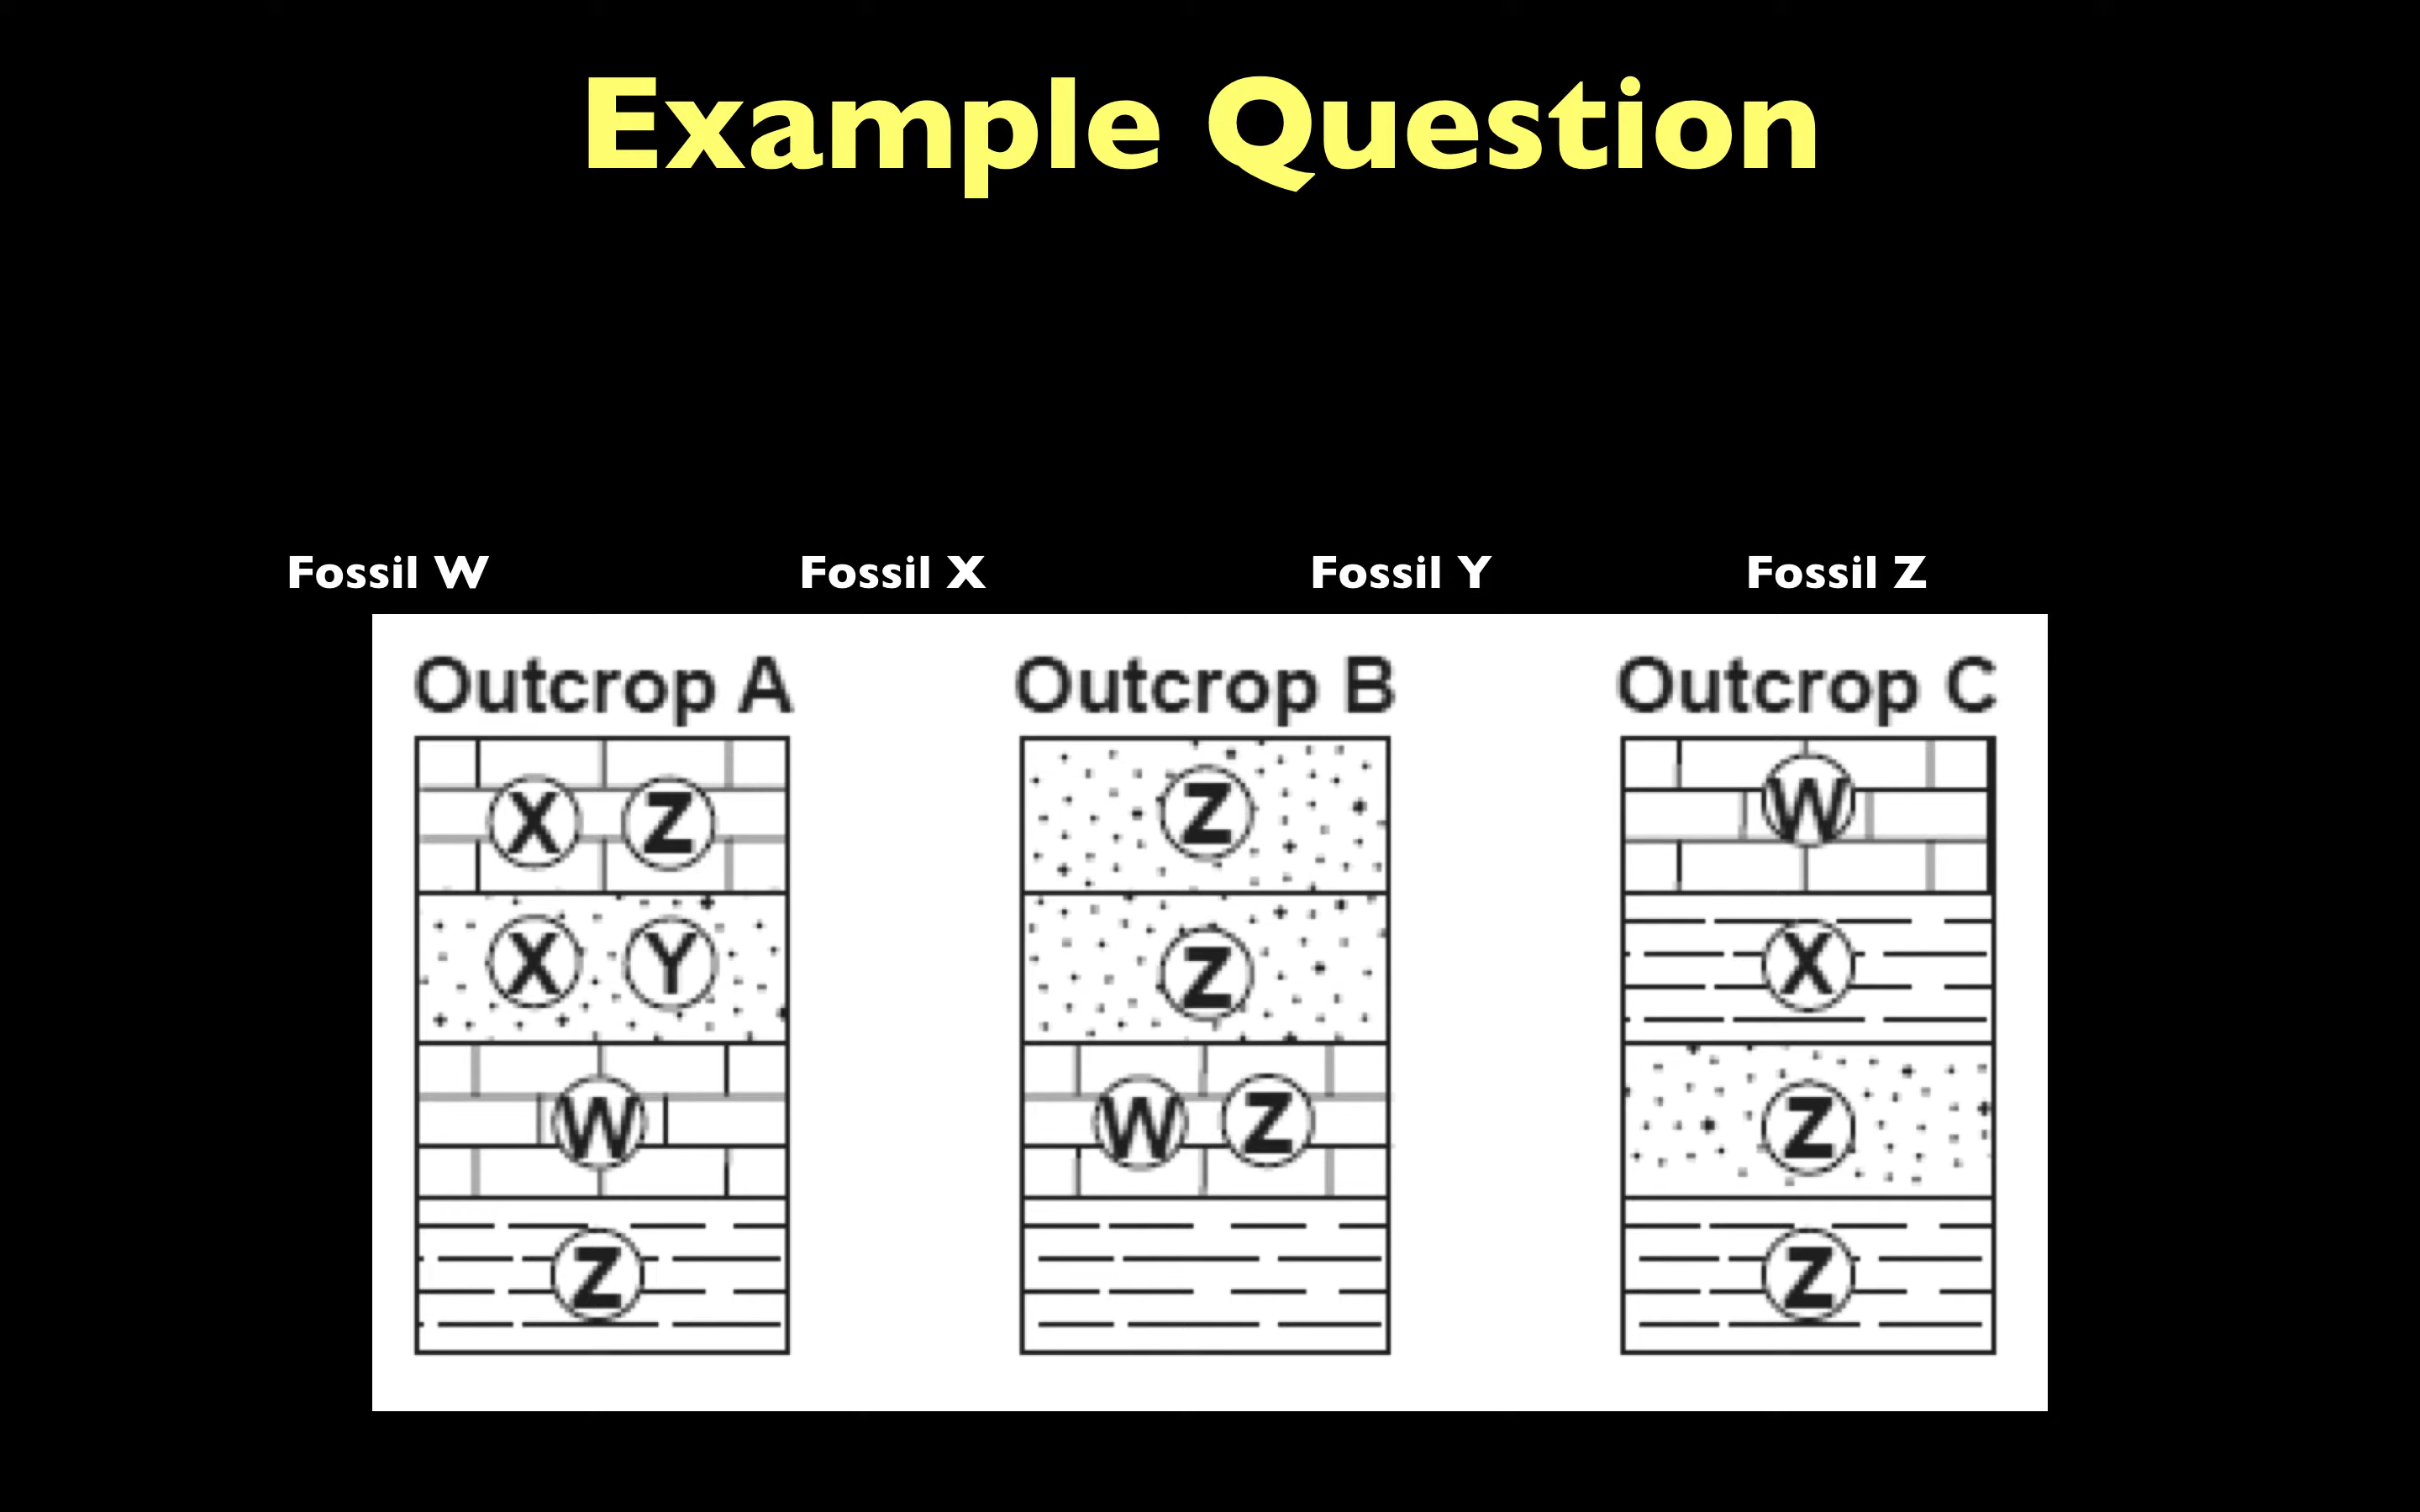 Example Question
Fossil W Fossil X Fossil Y Fossil Z
Outcrop A Outcrop B Outcrop C
X Z Z W
X Y Z X
W W Z Z
Z Z